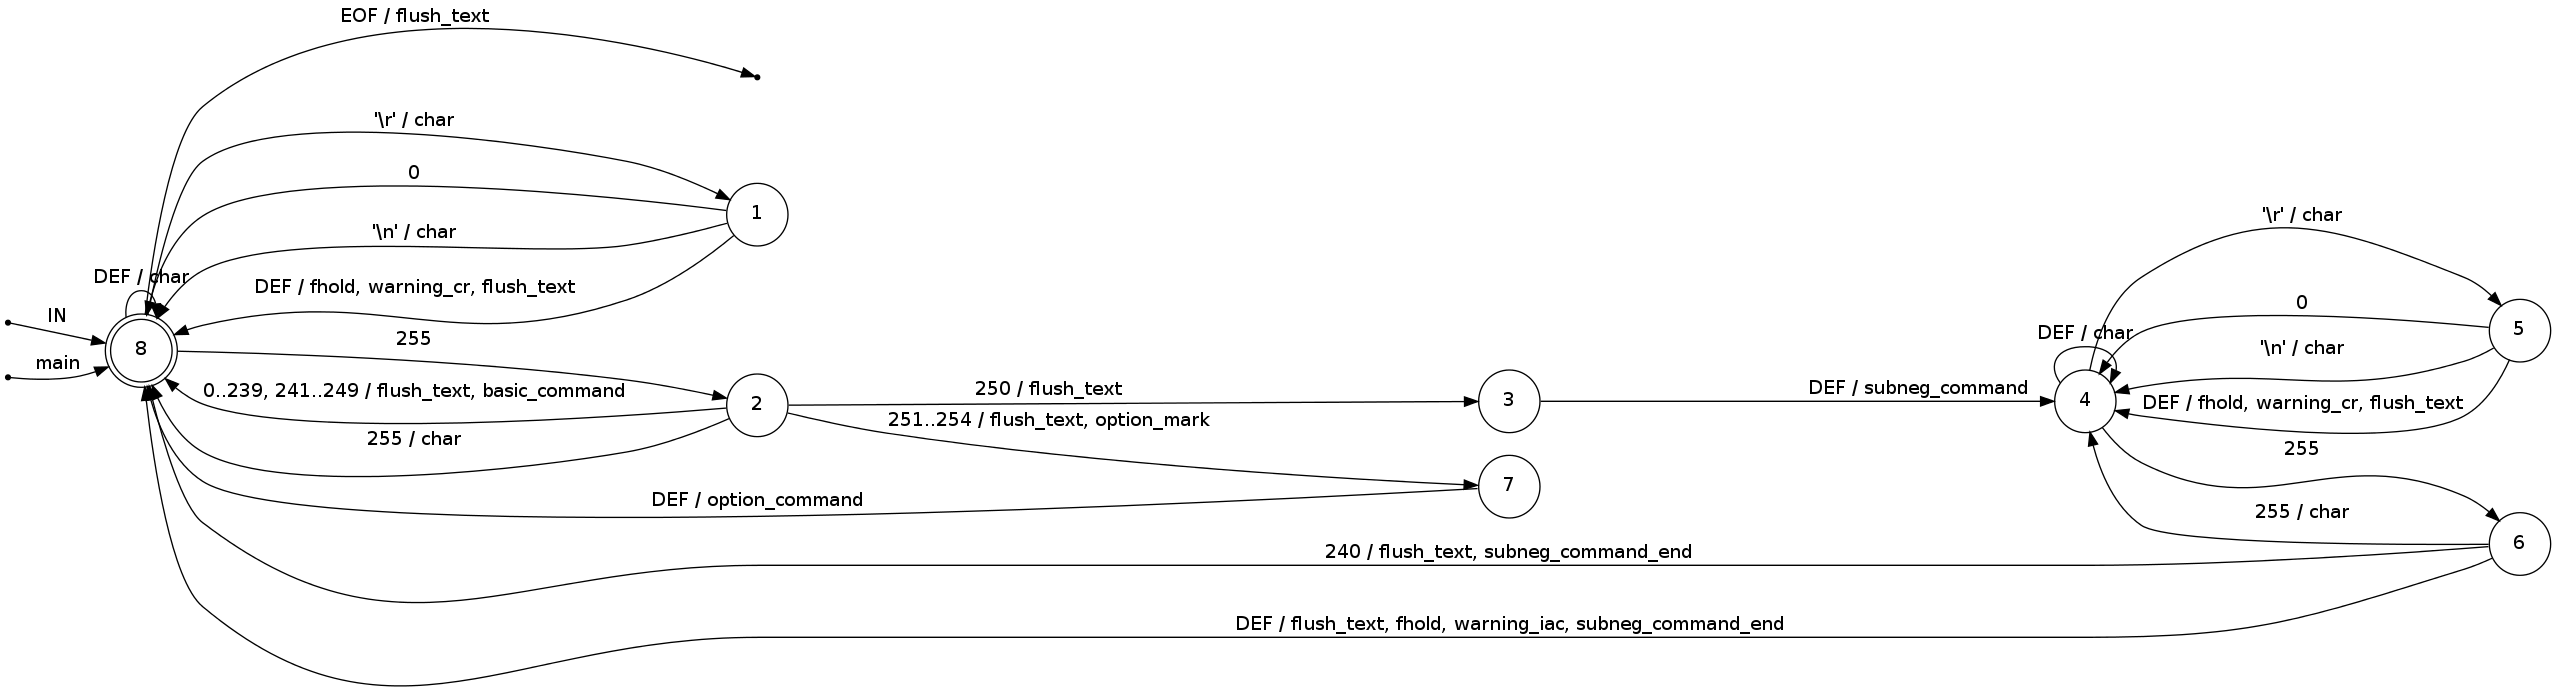 EOF / flush_text
'\r' / char
0
'\n' / char
DEF / char
DEF / fhold, warning_cr, flush_text
IN
main
8
1
255
0..239, 241..249 / flush_text, basic_command
255 / char
2
250 / flush_text
251..254 / flush_text, option_mark
DEF / option_command
3
7
DEF / subneg_command
'\r' / char
0
DEF / char
'\n' / char
DEF / fhold, warning_cr, flush_text
4
5
255
255 / char
6
240 / flush_text, subneg_command_end
DEF / flush_text, fhold, warning_iac, subneg_command_end